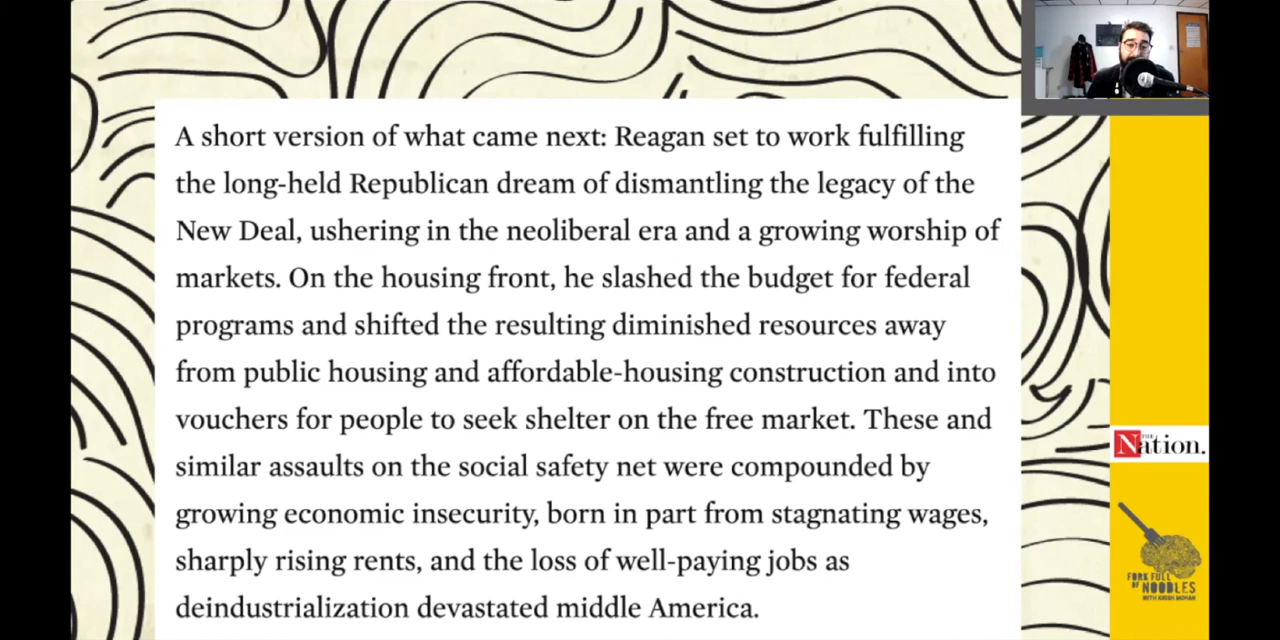 A short version of what came next: Reagan set to work fulfilling
the long-held Republican dream of dismantling the legacy of the
New Deal, ushering in the neoliberal era and a growing worship of
markets. On the housing front, he slashed the budget for federal
programs and shifted the resulting diminished resources away
from public housing and affordable-housing construction and into
vouchers for people to seek shelter on the free market. These and
similar assaults on the social safety net were compounded by
growing economic insecurity, born in part from stagnating wages,
sharply rising rents, and the loss of well-paying jobs as
deindustrialization devastated middle America.
THE
Nation.
FORK FULL
OF NOODLES
WITH KRISH MOHAN